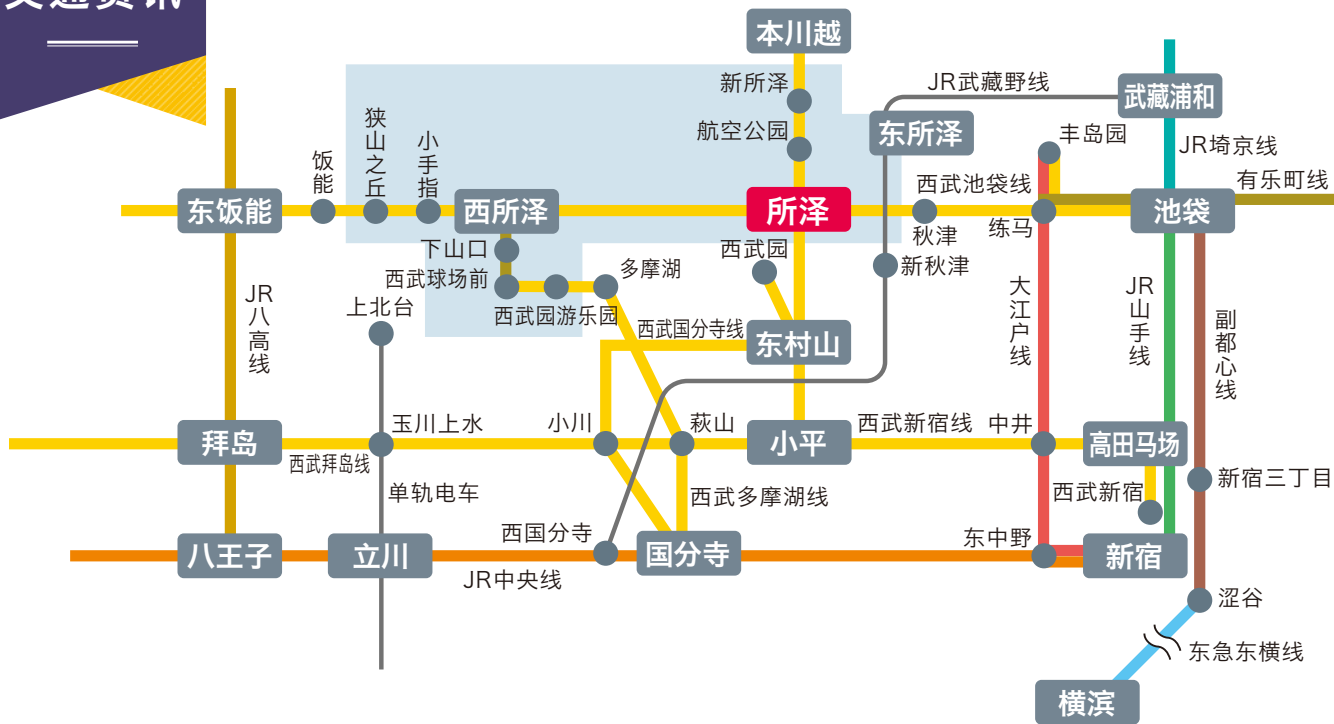 交通资讯
本川越
新所泽
航空公园
JR武藏野线
武藏浦和
东所泽
丰岛园
JR埼京线
狭山之丘
小手指
饭能
东饭能
西所泽
所泽
西武池袋线
有乐町线
池袋
秋津
练马
下山口
西武园
新秋津
西武球场前
多摩湖
西武园游乐园
JR八高线
上北台
西武国分寺线
东村山
大江户线
JR山手线
副都心线
拜岛
玉川上水
小川
萩山
小平
西武新宿线
中井
高田马场
西武拜岛线
单轨电车
西武多摩湖线
西武新宿
新宿三丁目
西国分寺
东中野
八王子
立川
国分寺
新宿
JR中央线
涩谷
东急东横线
横滨